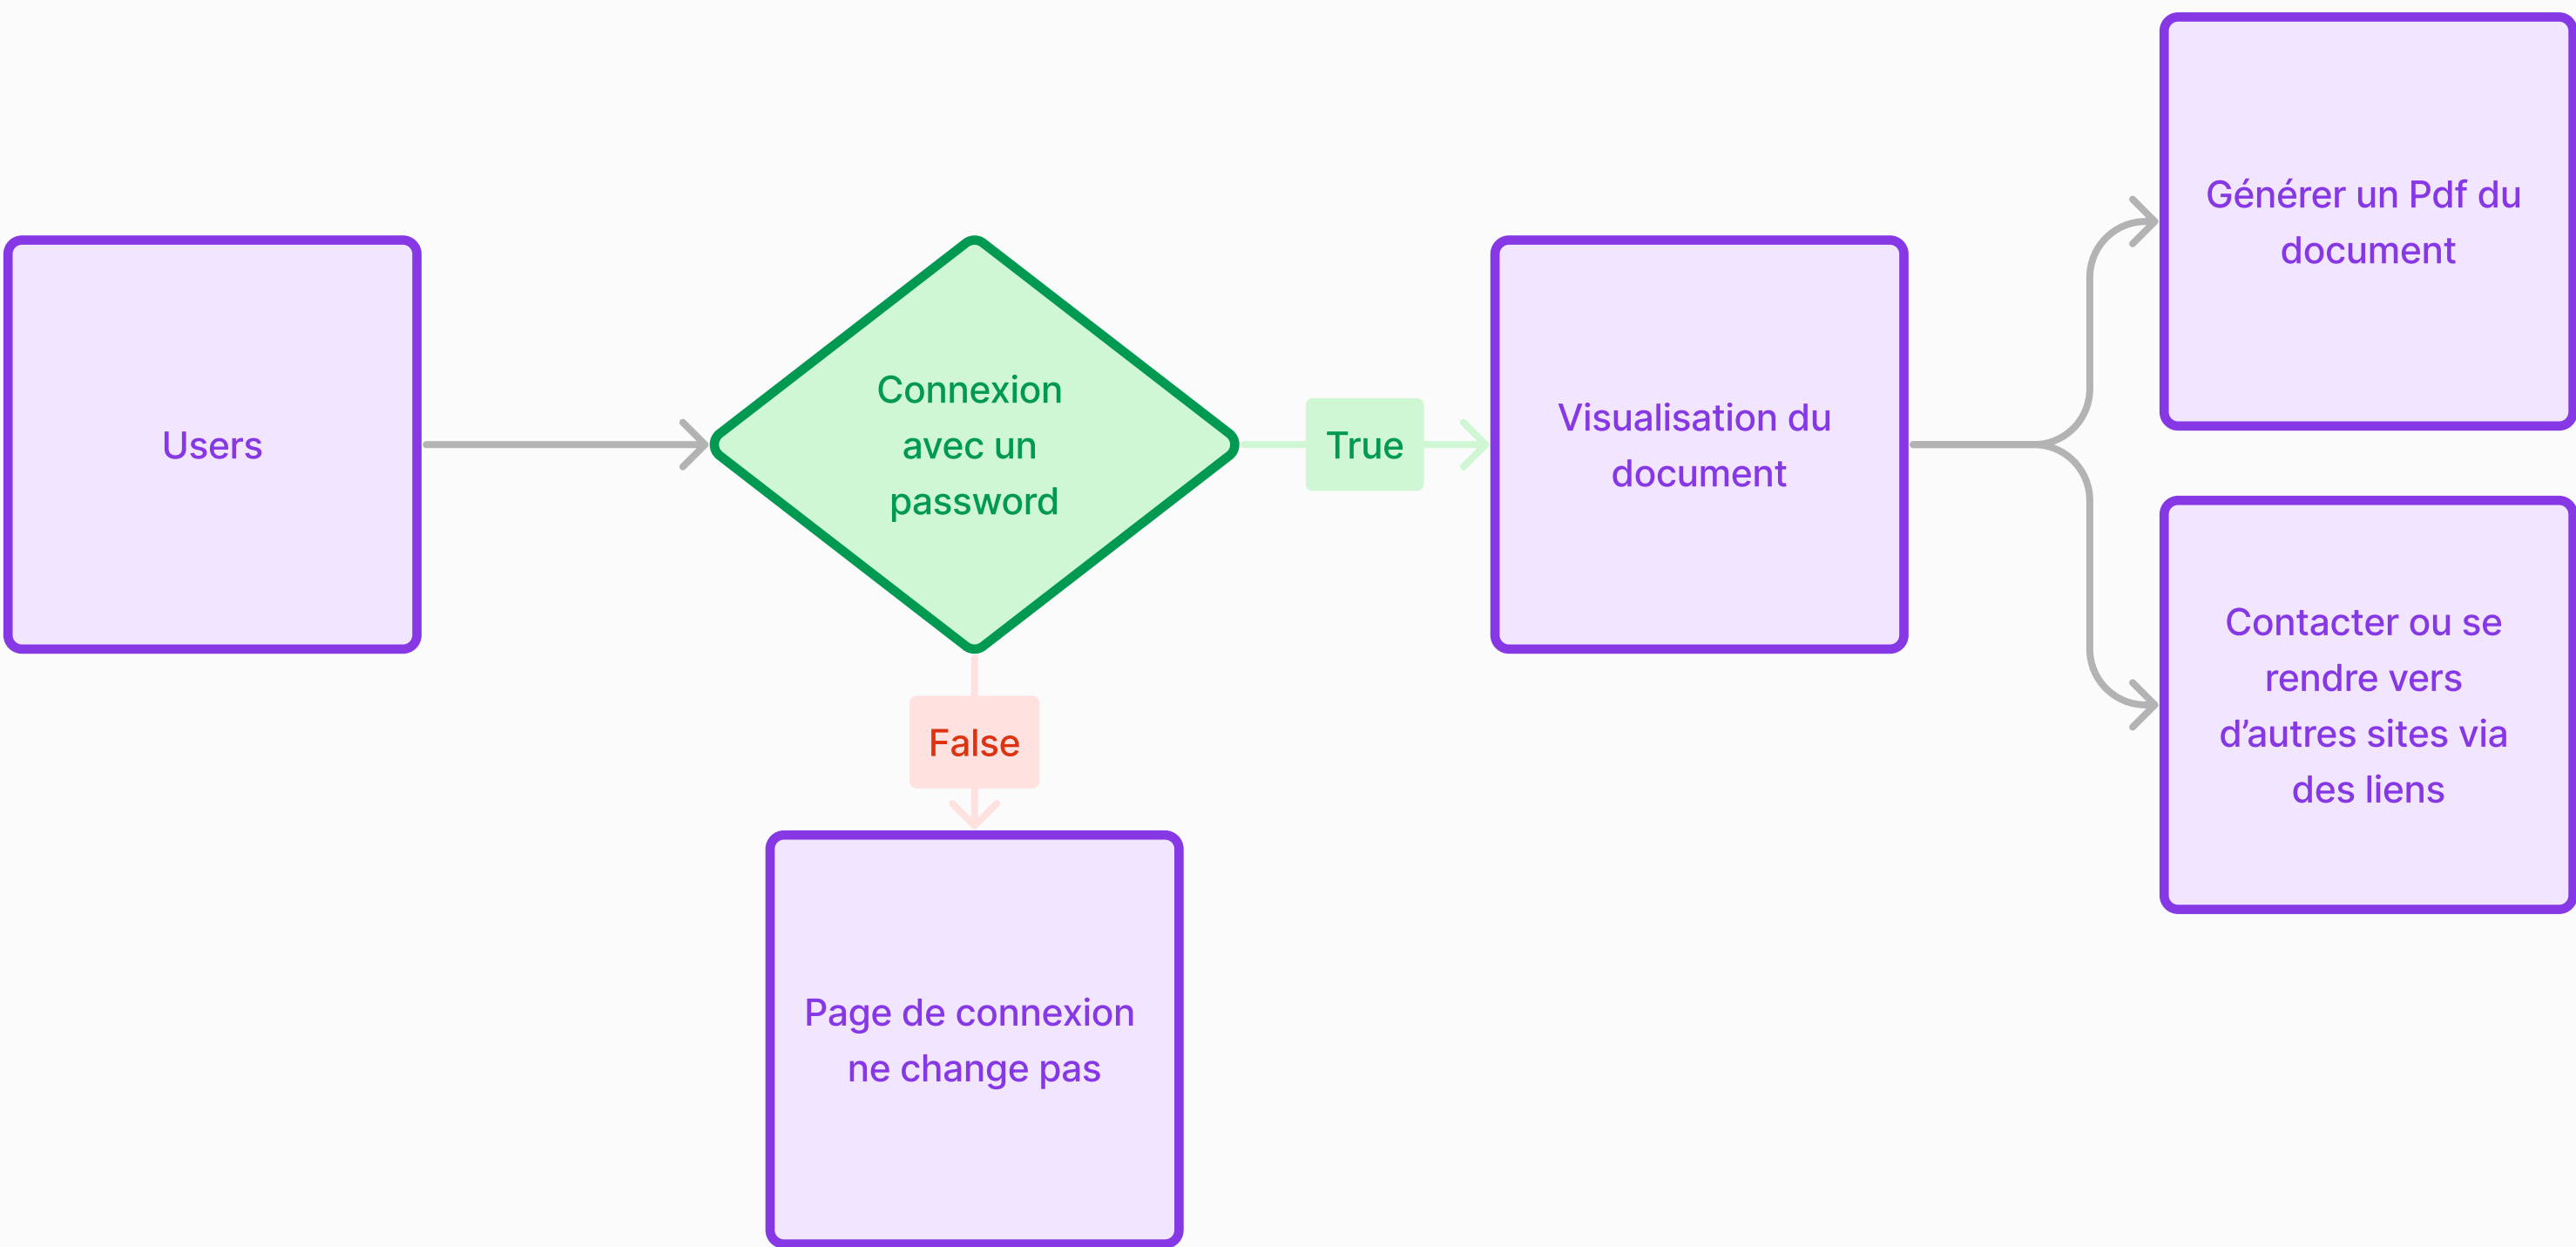 Users
Connexion
avec un
password
True
False
Page de connexion
ne change pas
Visualisation du
document
Générer un Pdf du
document
Contacter ou se
rendre vers
d’autres sites via
des liens